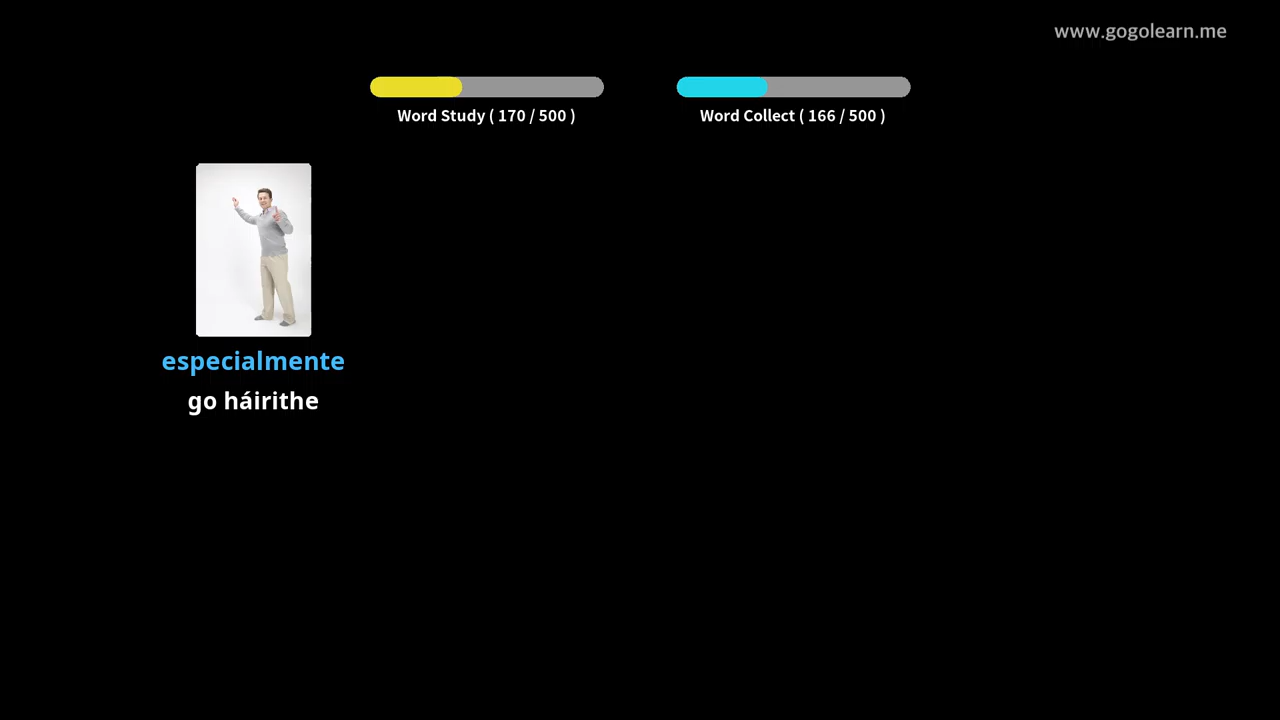 www.gogolearn.me
Word Study ( 170 / 500 )
Word Collect ( 166 / 500 )
especialmente
go háirithe